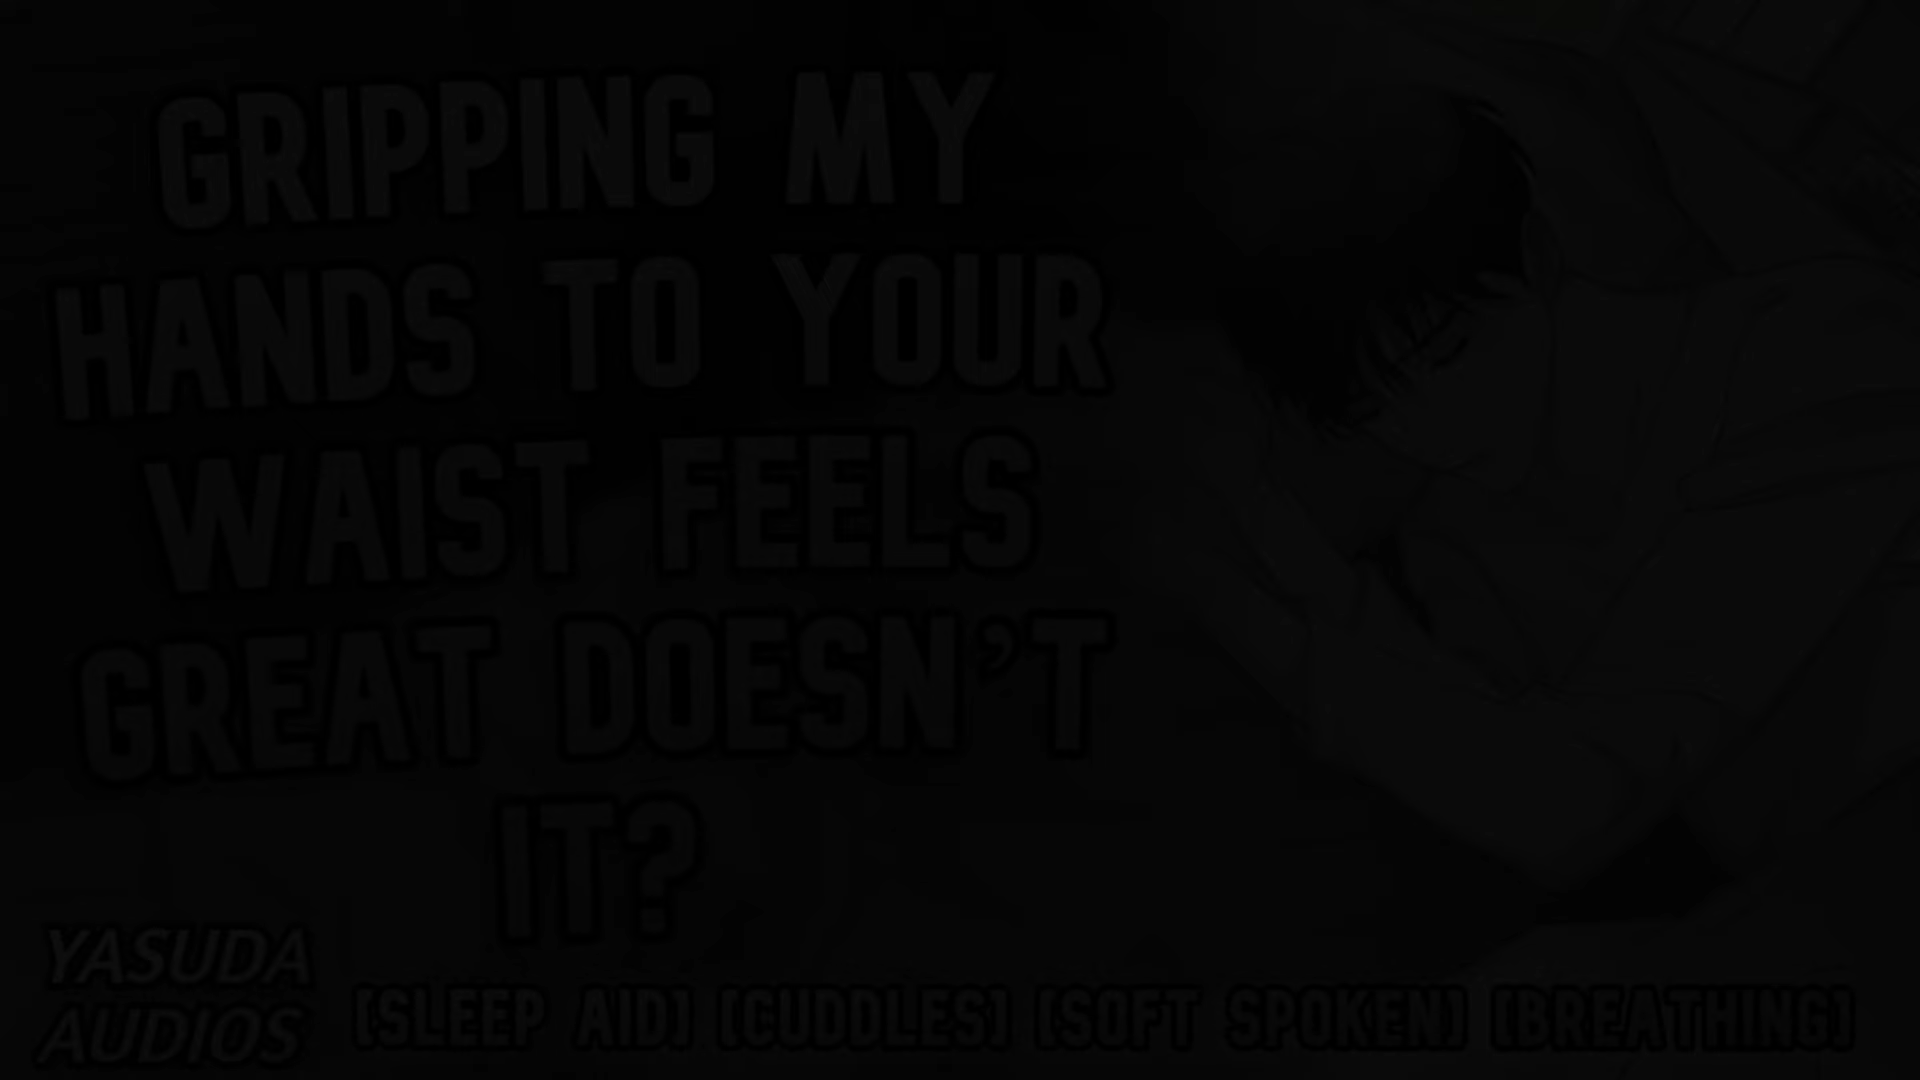 GRIPPING MY
HANDS TO YOUR
WAIST FEELS
GREAT DOESN'T
IT?
YASUDA
AUDIOS
[SLEEP AID] [CUDDLES] [SOFT SPOKEN] [BREATHING]